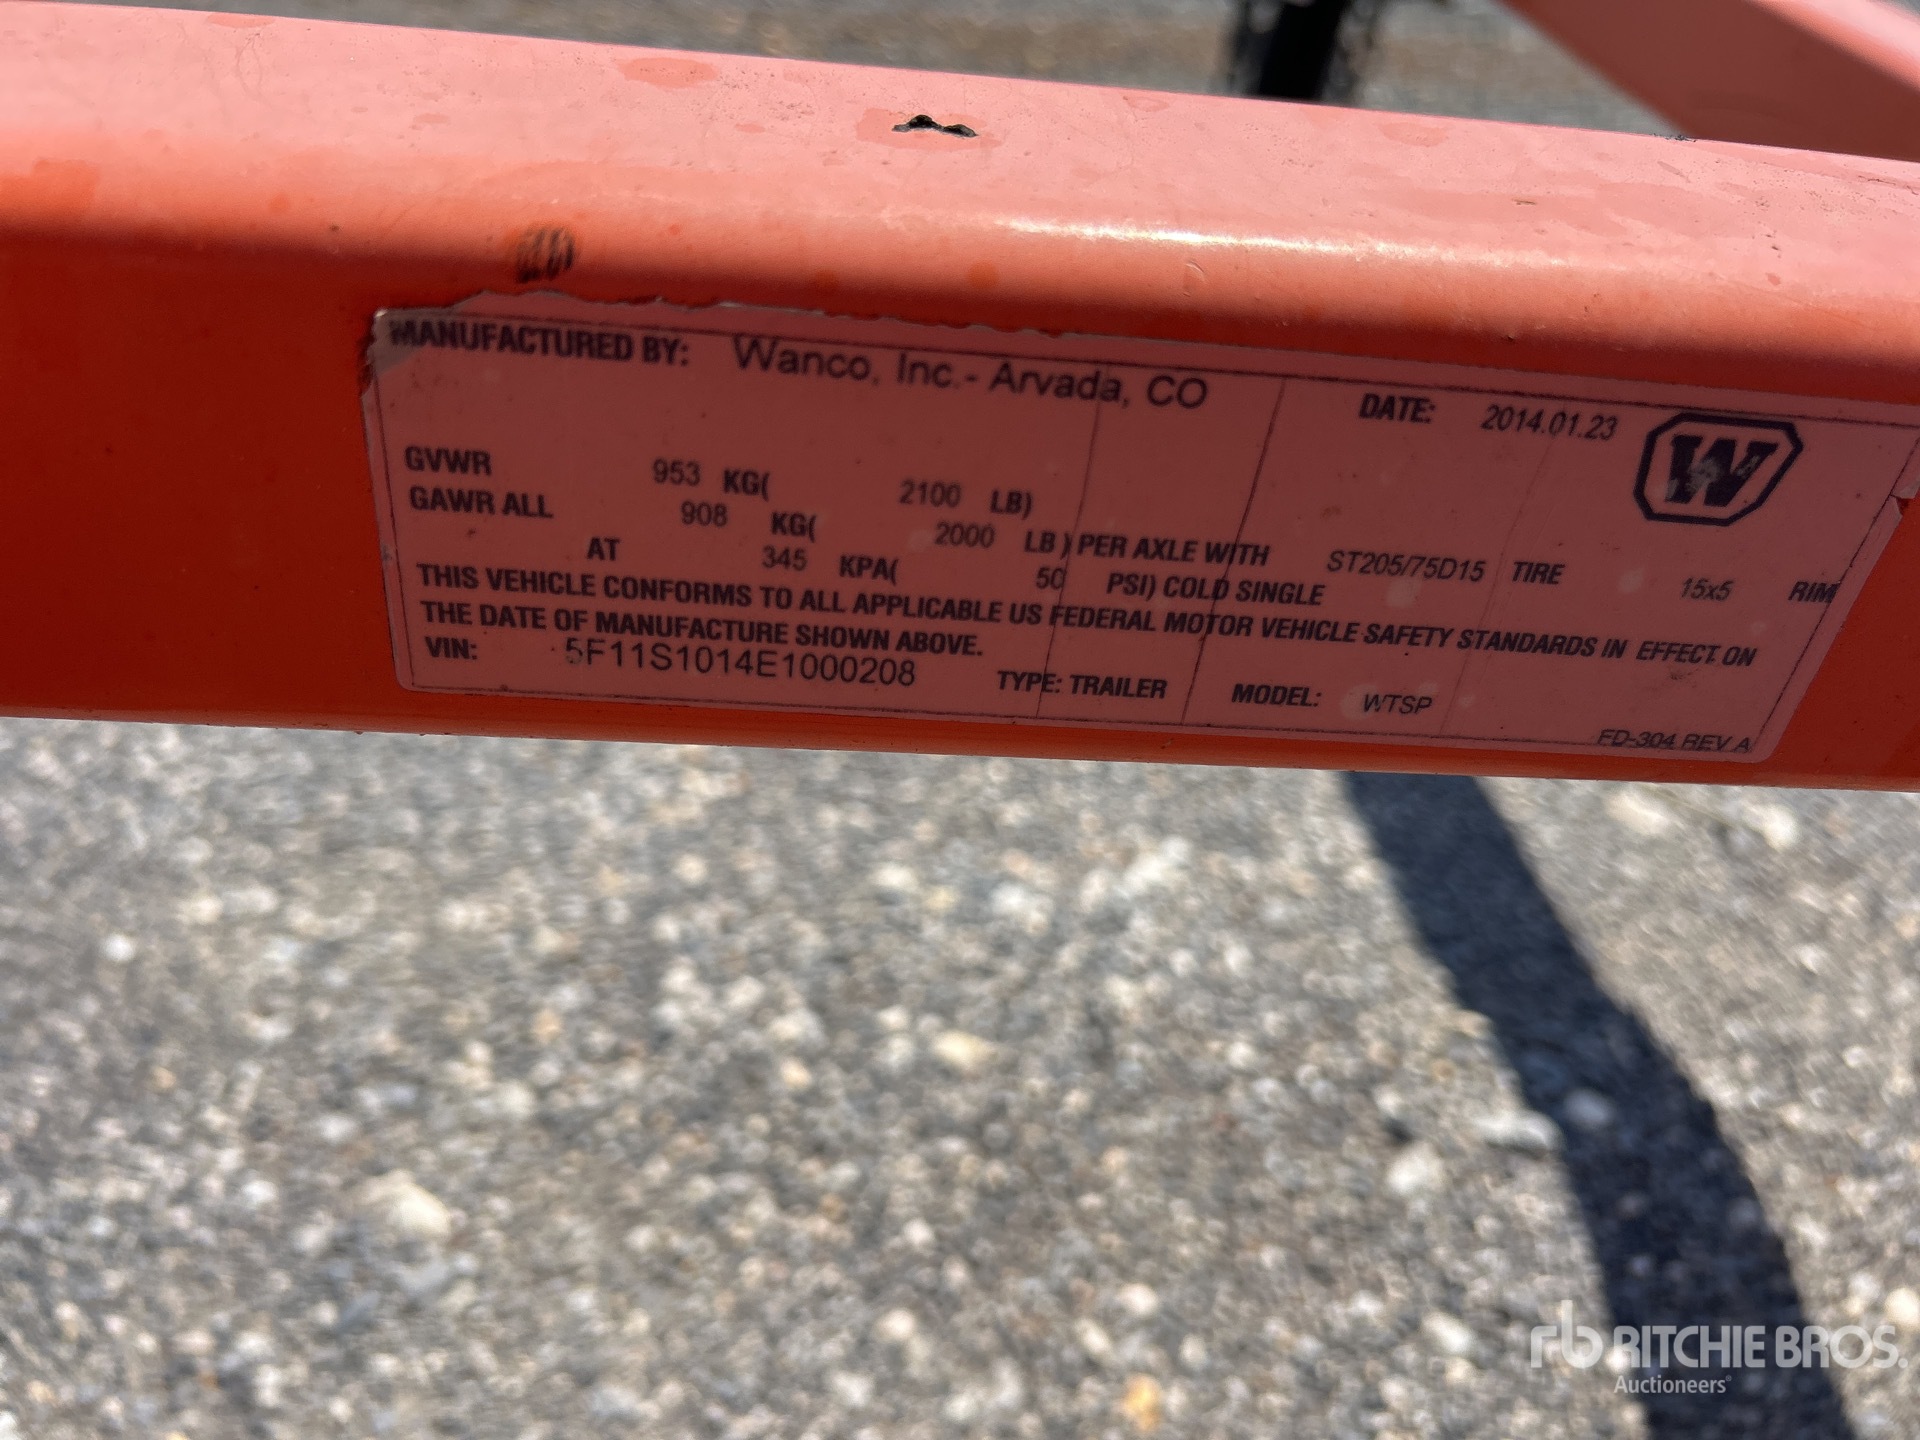 MANUFACTURED BY: Wanco, Inc.- Arvada, CO DATE: 2014.01.23
W
GVWR 953 KG( 2100 LB)
GAWR ALL 908 KG( 2000 LB ) PER AXLE WITH ST205/75D15 TIRE 15x5 RIM
AT 345 KPA( 50 PSI) COLD SINGLE
THIS VEHICLE CONFORMS TO ALL APPLICABLE US FEDERAL MOTOR VEHICLE SAFETY STANDARDS IN EFFECT ON
THE DATE OF MANUFACTURE SHOWN ABOVE.
VIN: 5F11S1014E1000208 TYPE: TRAILER MODEL: WTSP
FD-304 REV A
rb RITCHIE BROS.
Auctioneers